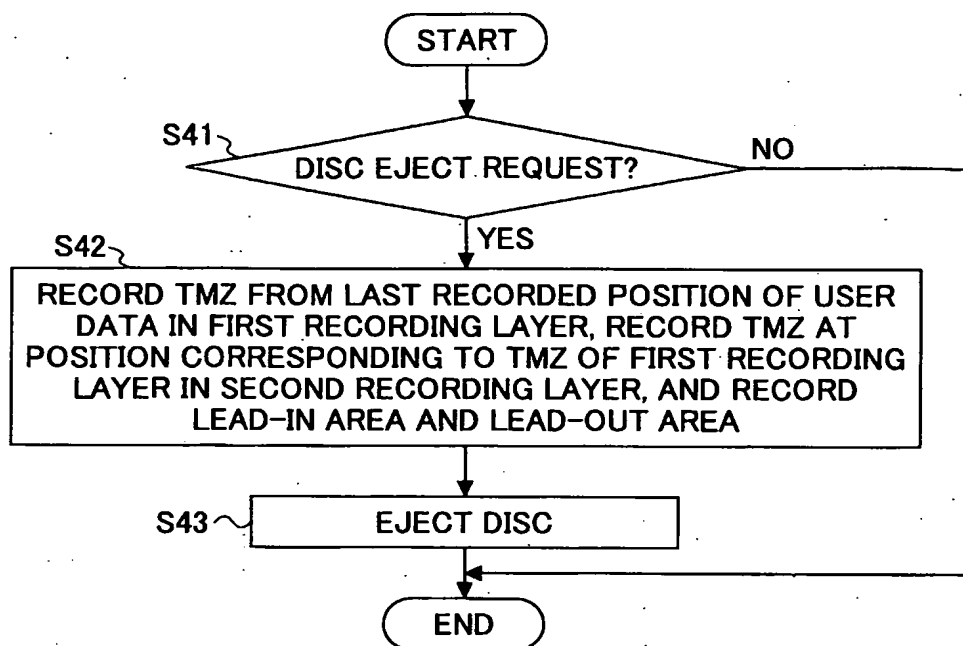 START
S41
DISC EJECT REQUEST?
NO
YES
S42
RECORD TMZ FROM LAST RECORDED POSITION OF USER
DATA IN FIRST RECORDING LAYER, RECORD TMZ AT
POSITION CORRESPONDING TO TMZ OF FIRST RECORDING
LAYER IN SECOND RECORDING LAYER, AND RECORD
LEAD-IN AREA AND LEAD-OUT AREA
S43
EJECT DISC
END